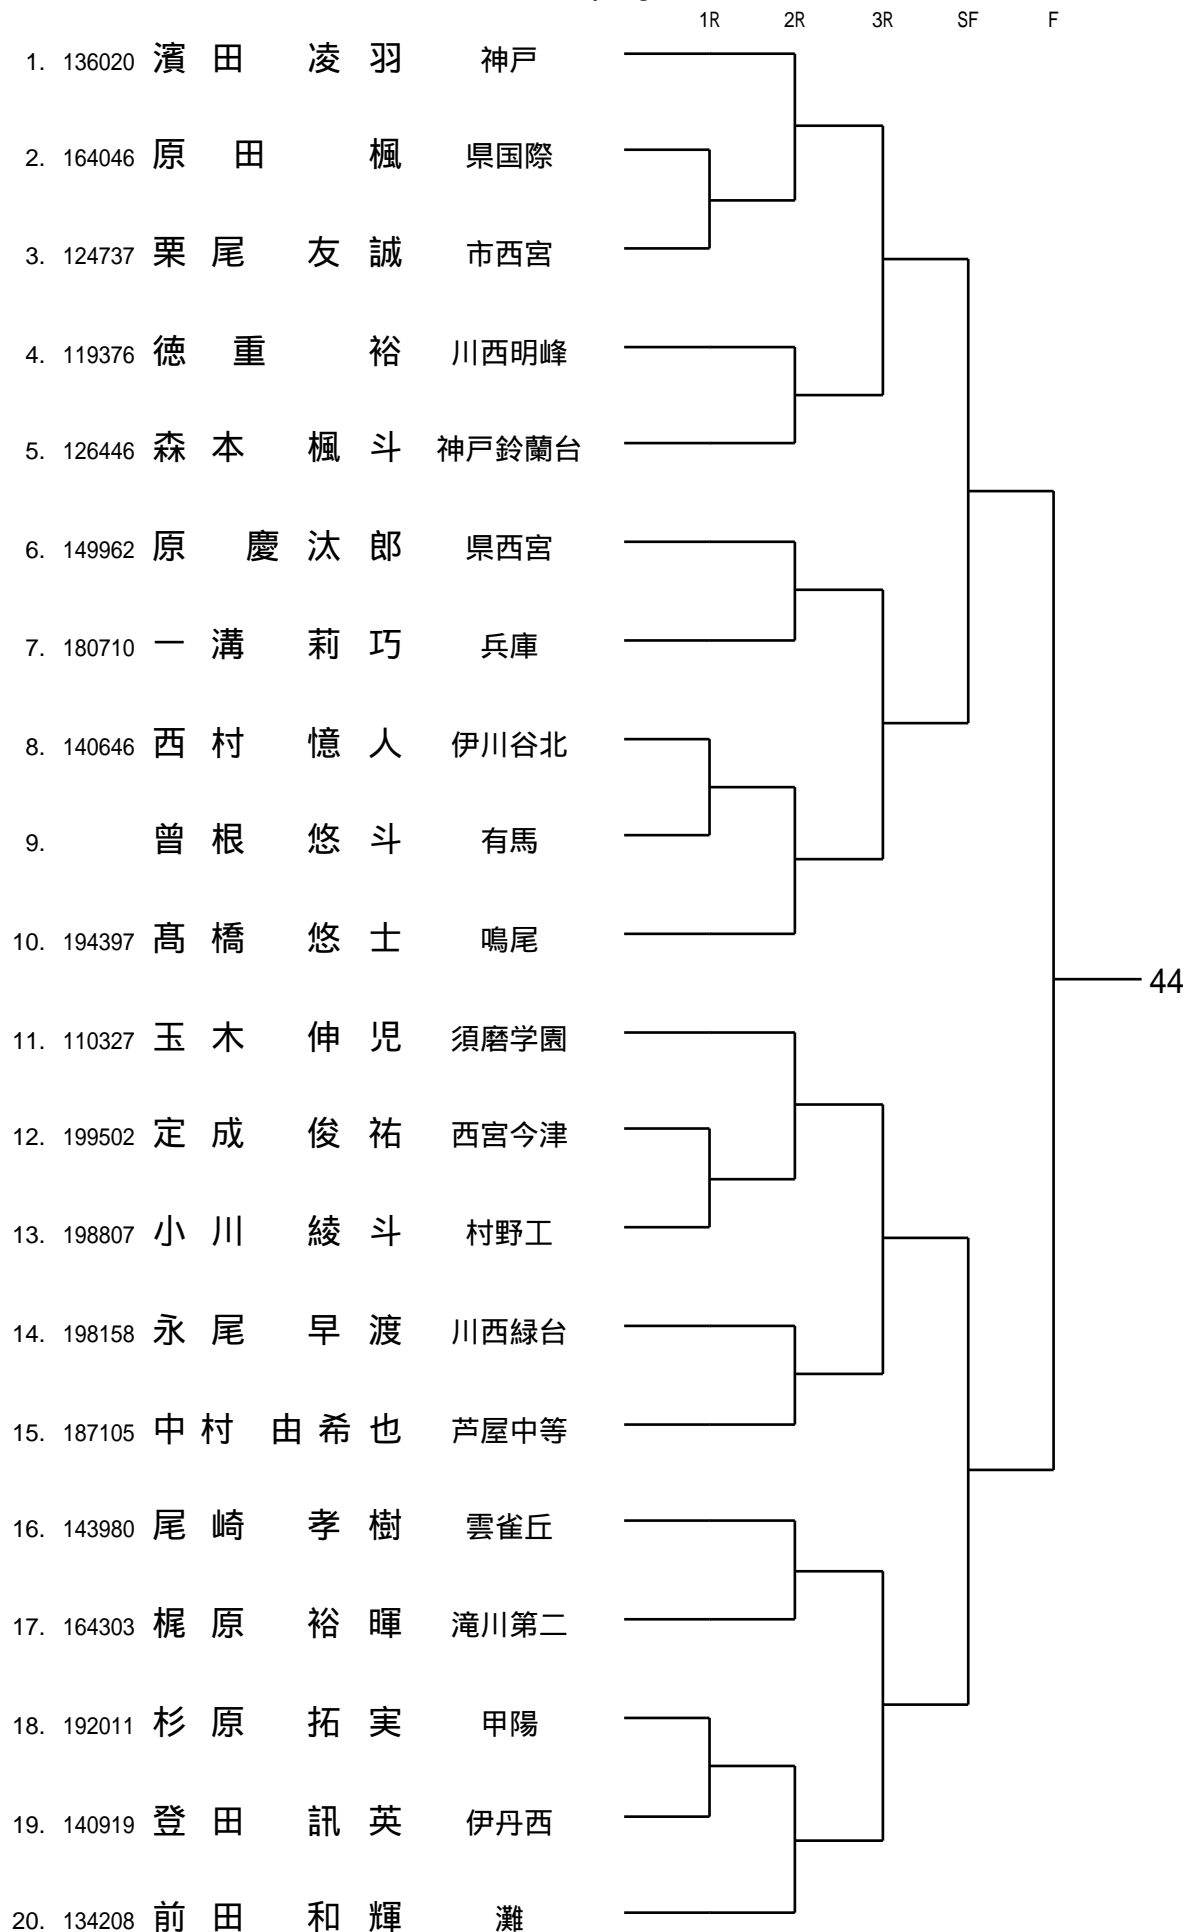 1R 2R 3R SF F
1. 136020 濱田 凌羽 神戸
2. 164046 原田 楓 県国際
3. 124737 栗尾 友誠 市西宮
4. 119376 徳重 裕 川西明峰
5. 126446 森本 楓斗 神戸鈴蘭台
6. 149962 原 慶汰郎 県西宮
7. 180710 一溝 莉巧 兵庫
8. 140646 西村 憶人 伊川谷北
9. 曽根 悠斗 有馬
10. 194397 髙橋 悠士 鳴尾
44
11. 110327 玉木 伸児 須磨学園
12. 199502 定成 俊祐 西宮今津
13. 198807 小川 綾斗 村野工
14. 198158 永尾 早渡 川西緑台
15. 187105 中村 由希也 芦屋中等
16. 143980 尾崎 孝樹 雲雀丘
17. 164303 梶原 裕暉 滝川第二
18. 192011 杉原 拓実 甲陽
19. 140919 登田 訊英 伊丹西
20. 134208 前田 和輝 灘